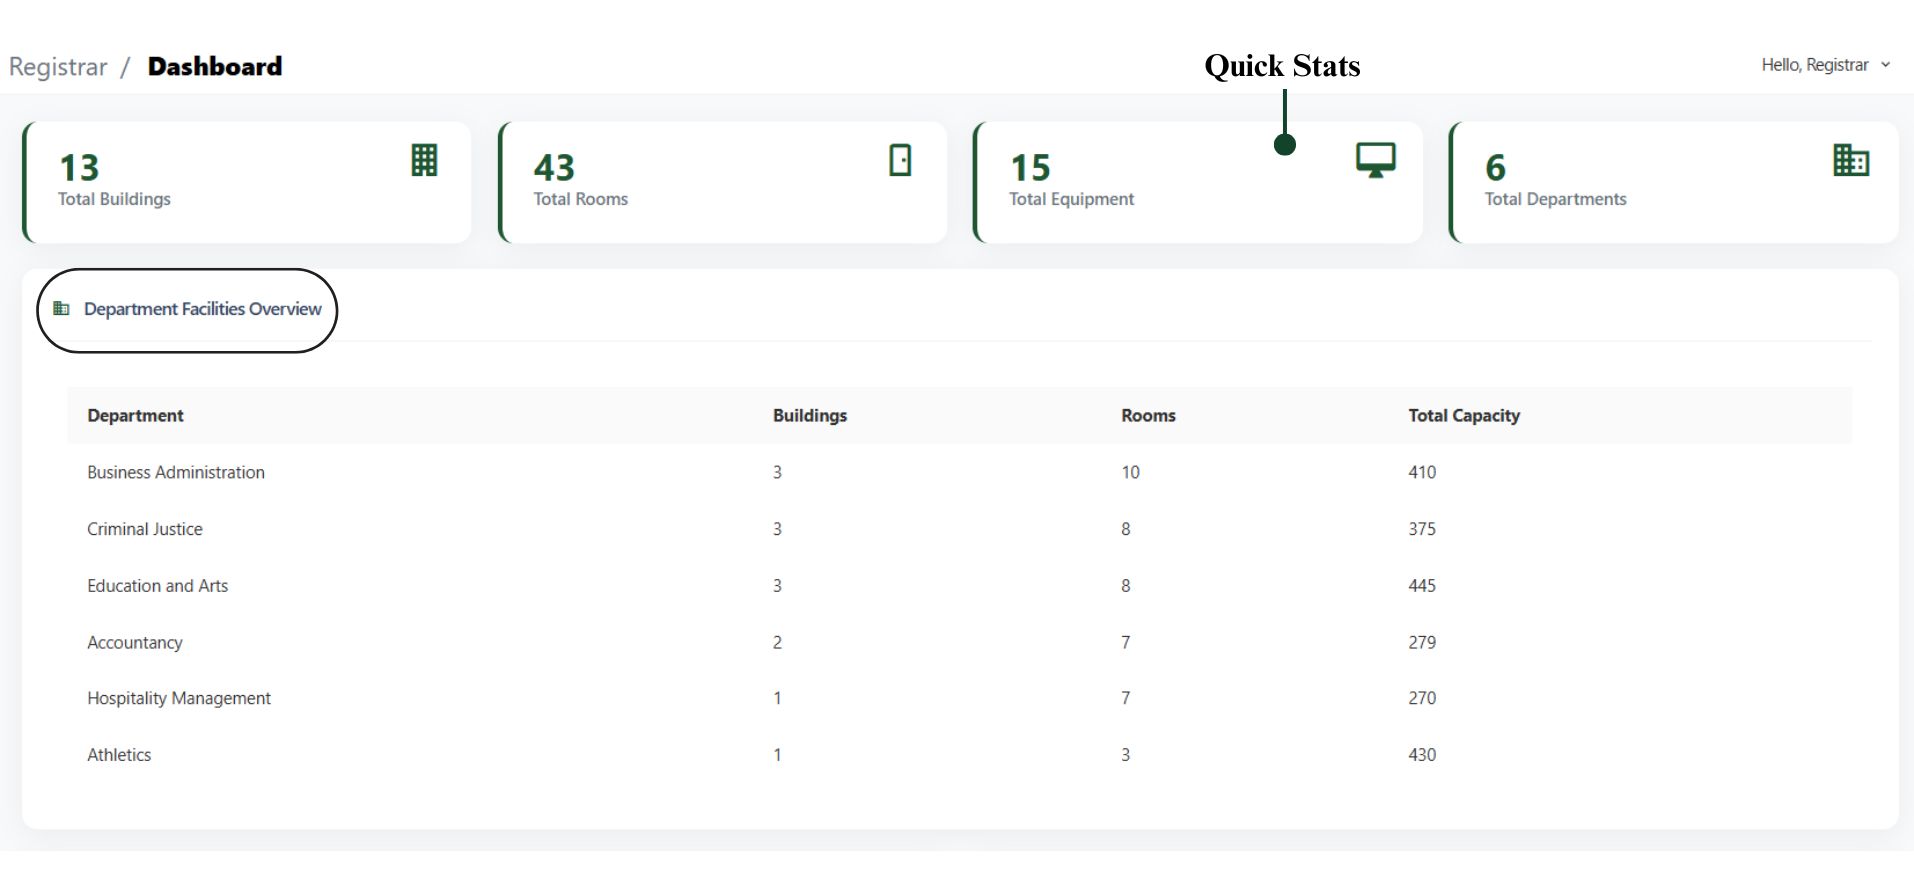 Registrar / Dashboard
Quick Stats
Hello, Registrar
13
Total Buildings
43
Total Rooms
15
Total Equipment
6
Total Departments
Department Facilities Overview
Department Buildings Rooms Total Capacity
Business Administration 3 10 410
Criminal Justice 3 8 375
Education and Arts 3 8 445
Accountancy 2 7 279
Hospitality Management 1 7 270
Athletics 1 3 430